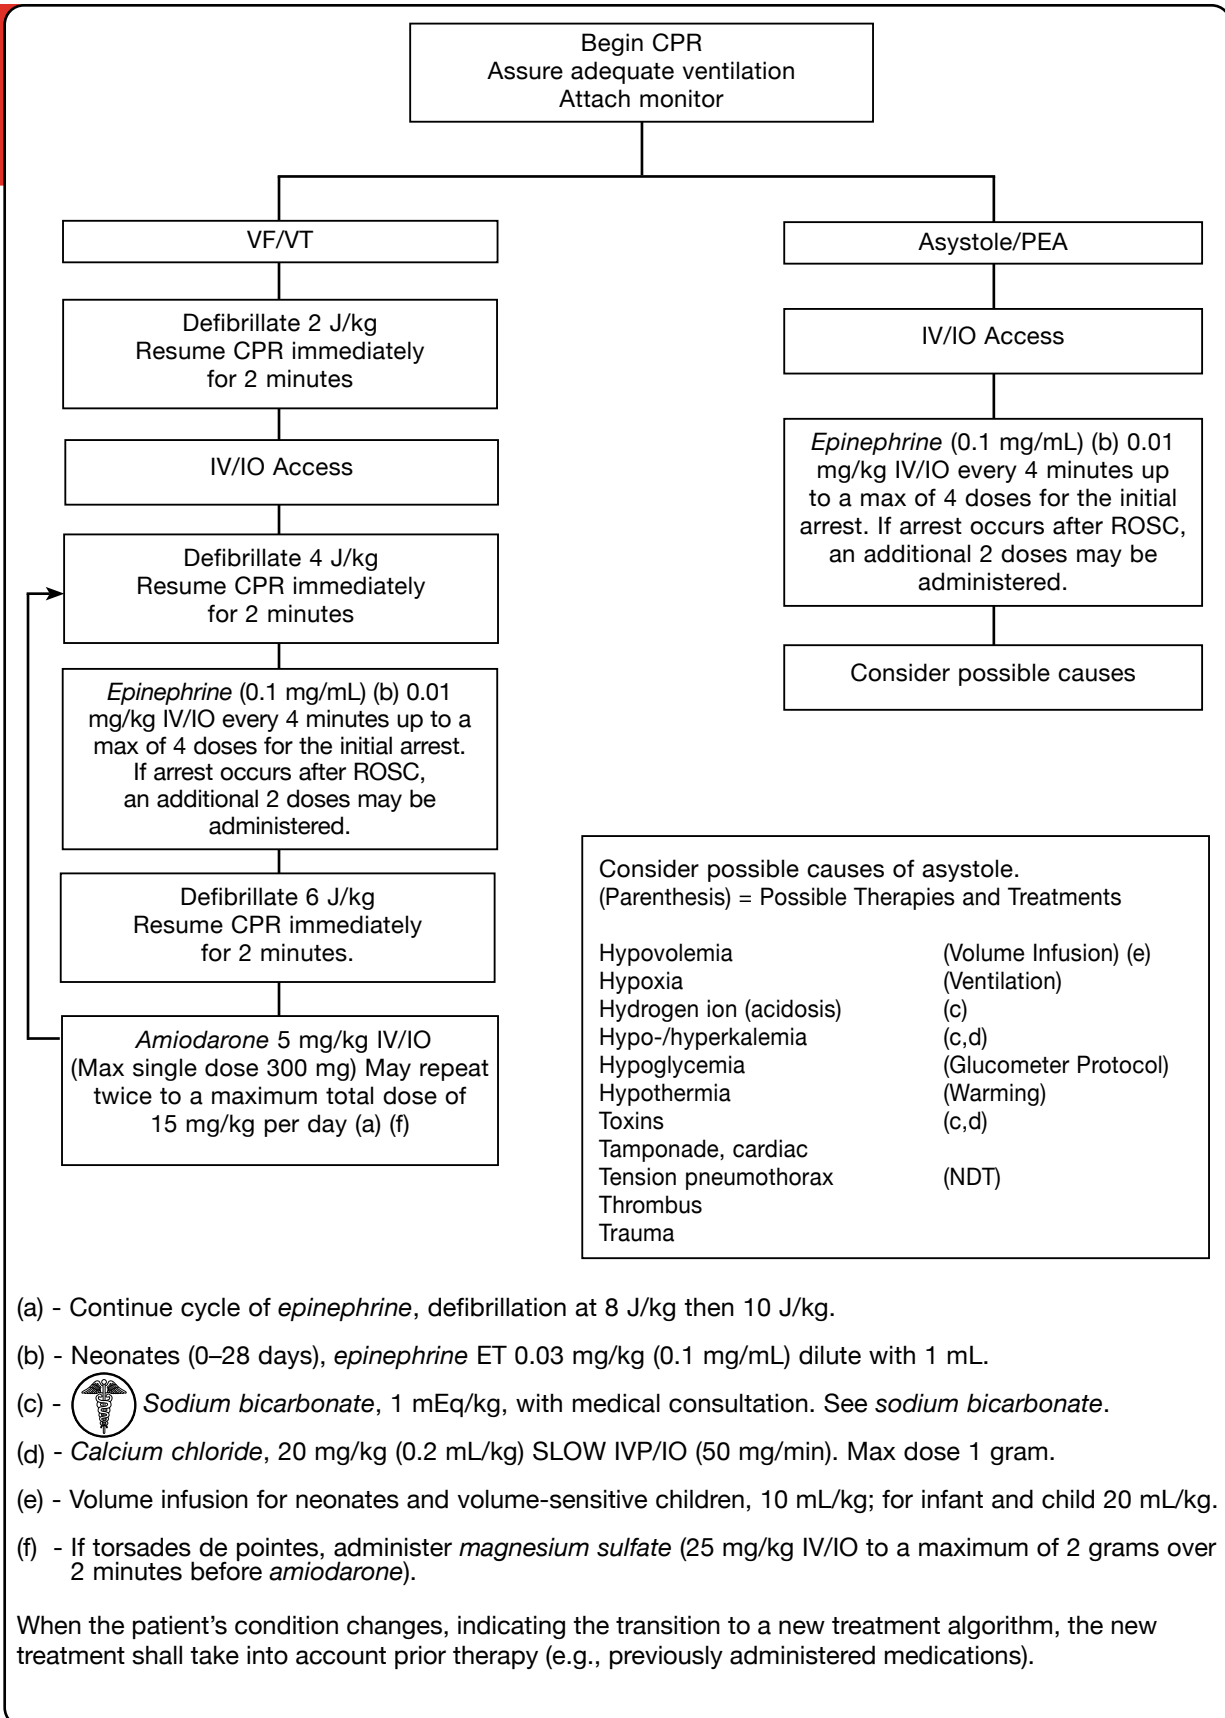 Begin CPR
Assure adequate ventilation
Attach monitor
VF/VT
Defibrillate 2 J/kg
Resume CPR immediately
for 2 minutes
IV/IO Access
Defibrillate 4 J/kg
Resume CPR immediately
for 2 minutes
Epinephrine (0.1 mg/mL) (b) 0.01
mg/kg IV/IO every 4 minutes up to a
max of 4 doses for the initial arrest.
If arrest occurs after ROSC,
an additional 2 doses may be
administered.
Defibrillate 6 J/kg
Resume CPR immediately
for 2 minutes.
Amiodarone 5 mg/kg IV/IO
(Max single dose 300 mg) May repeat
twice to a maximum total dose of
15 mg/kg per day (a) (f)
Asystole/PEA
IV/IO Access
Epinephrine (0.1 mg/mL) (b) 0.01
mg/kg IV/IO every 4 minutes up
to a max of 4 doses for the initial
arrest. If arrest occurs after ROSC,
an additional 2 doses may be
administered.
Consider possible causes
Consider possible causes of asystole.
(Parenthesis) = Possible Therapies and Treatments
Hypovolemia (Volume Infusion) (e)
Hypoxia (Ventilation)
Hydrogen ion (acidosis) (c)
Hypo-/hyperkalemia (c,d)
Hypoglycemia (Glucometer Protocol)
Hypothermia (Warming)
Toxins (c,d)
Tamponade, cardiac
Tension pneumothorax (NDT)
Thrombus
Trauma
(a) - Continue cycle of epinephrine, defibrillation at 8 J/kg then 10 J/kg.
(b) - Neonates (0–28 days), epinephrine ET 0.03 mg/kg (0.1 mg/mL) dilute with 1 mL.
(c) - Sodium bicarbonate, 1 mEq/kg, with medical consultation. See sodium bicarbonate.
(d) - Calcium chloride, 20 mg/kg (0.2 mL/kg) SLOW IVP/IO (50 mg/min). Max dose 1 gram.
(e) - Volume infusion for neonates and volume-sensitive children, 10 mL/kg; for infant and child 20 mL/kg.
(f) - If torsades de pointes, administer magnesium sulfate (25 mg/kg IV/IO to a maximum of 2 grams over
2 minutes before amiodarone).
When the patient’s condition changes, indicating the transition to a new treatment algorithm, the new
treatment shall take into account prior therapy (e.g., previously administered medications).